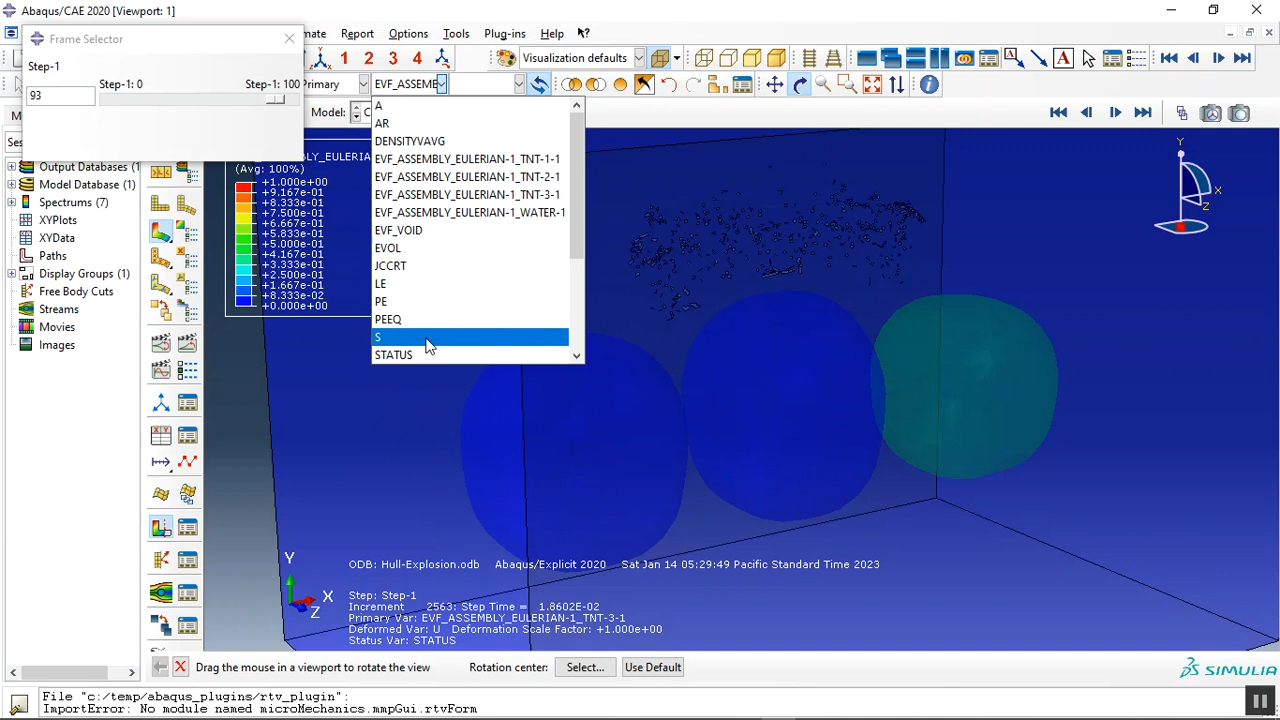 Abaqus/CAE 2020 [Viewport: 1]
Frame Selector
Step-1
Step-1: 0
Step-1: 100
93
mate Report Options Tools Plug-ins Help
1 2 3 4
Visualization defaults
Primary
EVF_ASSEME
Model:
A
AR
DENSITYVAVG
EVF_ASSEMBLY_EULERIAN-1_TNT-1-1
EVF_ASSEMBLY_EULERIAN-1_TNT-2-1
EVF_ASSEMBLY_EULERIAN-1_TNT-3-1
EVF_ASSEMBLY_EULERIAN-1_WATER-1
EVF_VOID
EVOL
JCCRT
LE
PE
PEEQ
S
STATUS
Output Databases (1)
Model Database (1)
Spectrums (7)
XYPlots
XYData
Paths
Display Groups (1)
Free Body Cuts
Streams
Movies
Images
(Avg: 100%)
+1.000e+00
+9.167e-01
+8.333e-01
+7.500e-01
+6.667e-01
+5.833e-01
+5.000e-01
+4.167e-01
+3.333e-01
+2.500e-01
+1.667e-01
+8.333e-02
+0.000e+00
Y
X
Z
Y
X
Z
ODB: Hull-Explosion.odb Abaqus/Explicit 2020 Sat Jan 14 05:29:49 Pacific Standard Time 2023
Step: Step-1
Increment 2563: Step Time = 1.8602E-02
Primary Var: EVF_ASSEMBLY_EULERIAN-1_TNT-3-1
Deformed Var: U Deformation Scale Factor: +1.000e+00
Status Var: STATUS
Drag the mouse in a viewport to rotate the view
Rotation center: Select... Use Default
SIMULIA
File "c:/temp/abaqus_plugins/rtv_plugin":
ImportError: No module named microMechanics.mmpGui.rtvForm